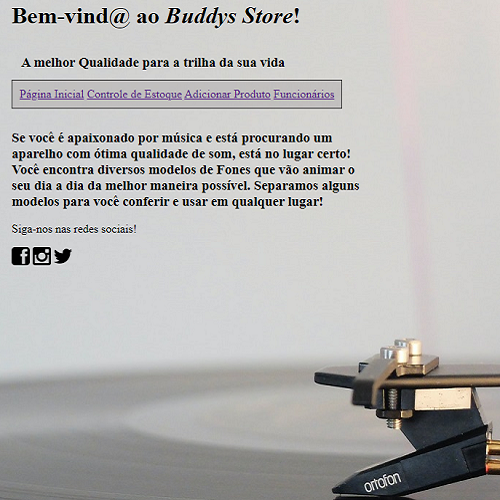 Bem-vind@ ao Buddys Store!
A melhor Qualidade para a trilha da sua vida
Página Inicial Controle de Estoque Adicionar Produto Funcionários
Se você é apaixonado por música e está procurando um
aparelho com ótima qualidade de som, está no lugar certo!
Você encontra diversos modelos de Fones que vão animar o
seu dia a dia da melhor maneira possível. Separamos alguns
modelos para você conferir e usar em qualquer lugar!
Siga-nos nas redes sociais!
ortofon